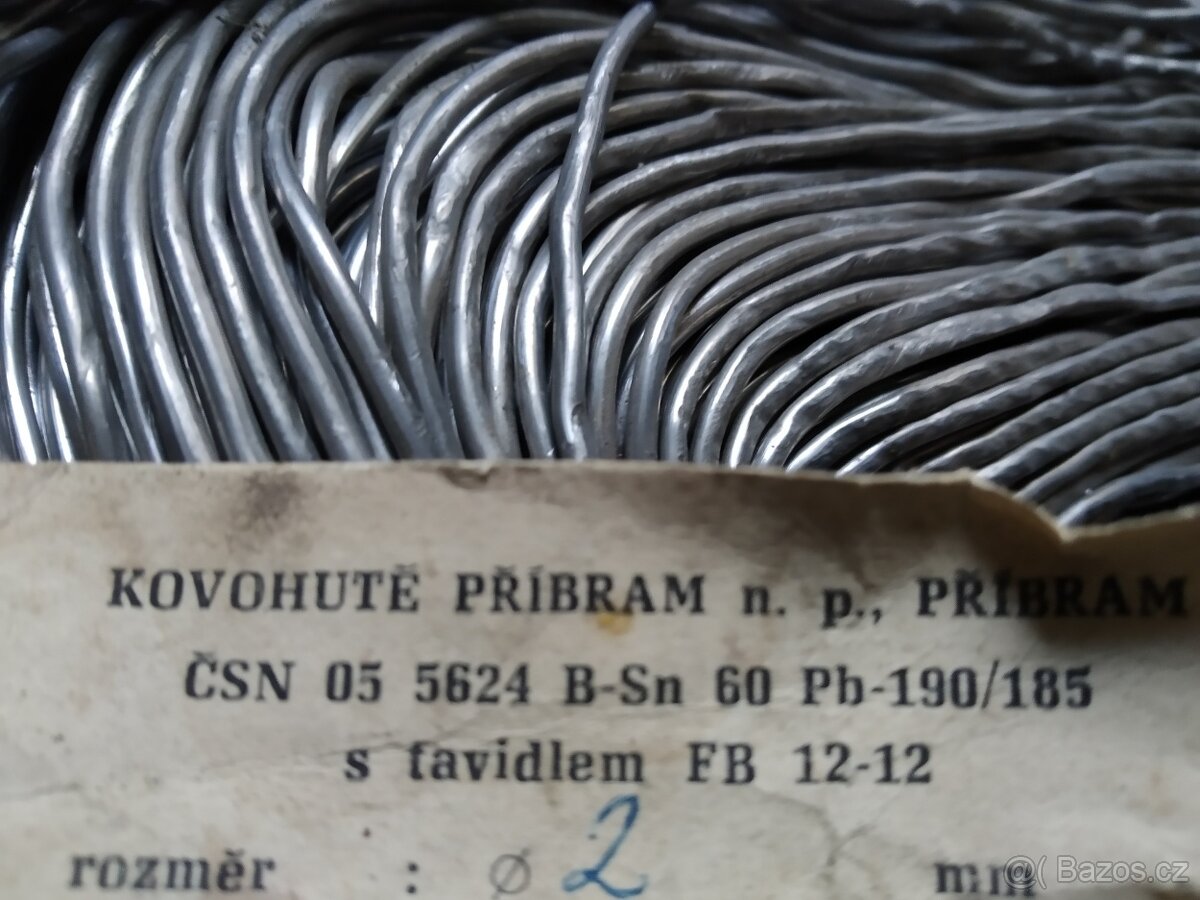 KOVOHUTĚ PŘÍBRAM n. p., PŘÍBRAM
ČSN 05 5624 B-Sn 60 Pb-190/185
s tavidlem FB 12-12
rozměr : ∅ 2 mm
@( Bazos.cz